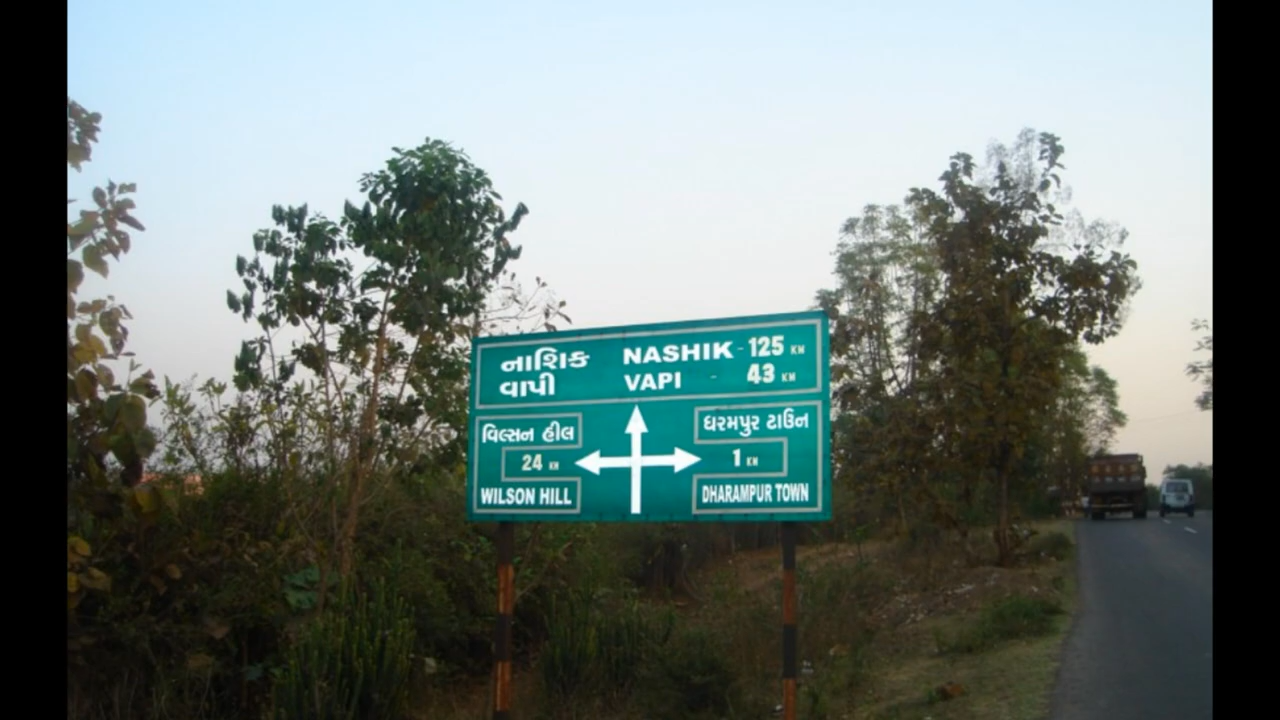 નાશિક NASHIK - 125 KM
વાપી VAPI - 43 KM
વિલ્સન હીલ
24 KM
WILSON HILL
ધરમપુર ટાઉન
1 KM
DHARAMPUR TOWN